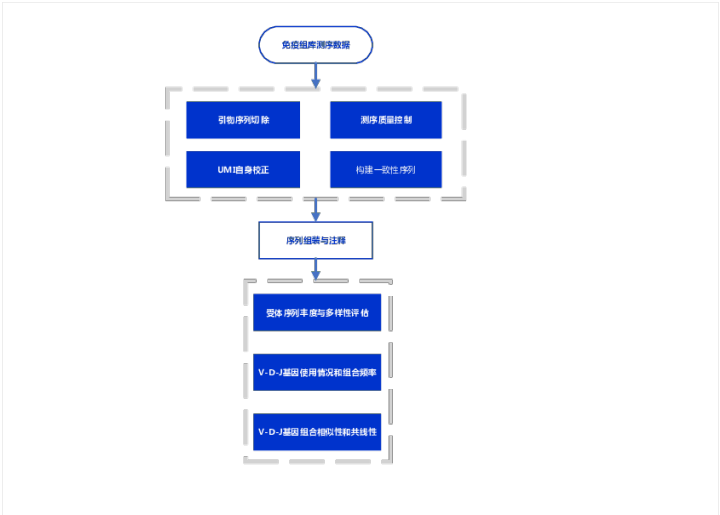 免疫组库测序数据
引物序列切除
测序质量控制
UMI自身校正
构建一致性序列
序列组装与注释
受体序列丰度与多样性评估
V-D-J基因使用情况和组合频率
V-D-J基因组合相似性和共线性